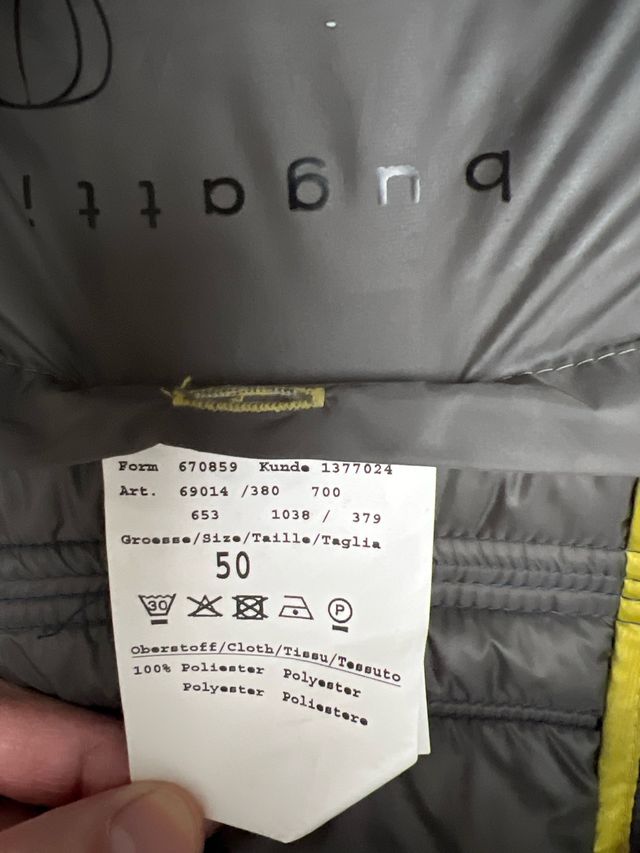 bugatti
Form 670859 Kunde 1377024
Art. 69014 /380 700
653 1038 / 379
Groesse/Size/Taille/Taglia
50
30
P
Oberstoff/Cloth/Tissu/Tessuto
100% Poliester Polyester
Polyester Poliestere